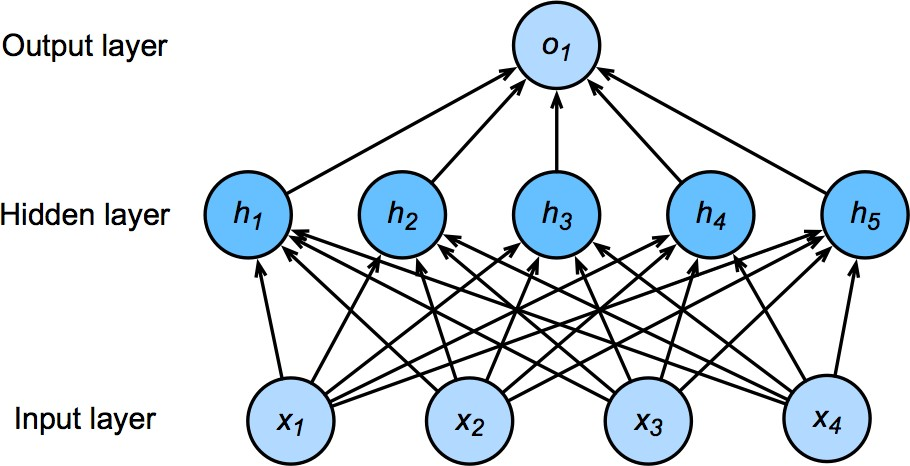 Output layer o₁
Hidden layer h₁ h₂ h₃ h₄ h₅
Input layer x₁ x₂ x₃ x₄